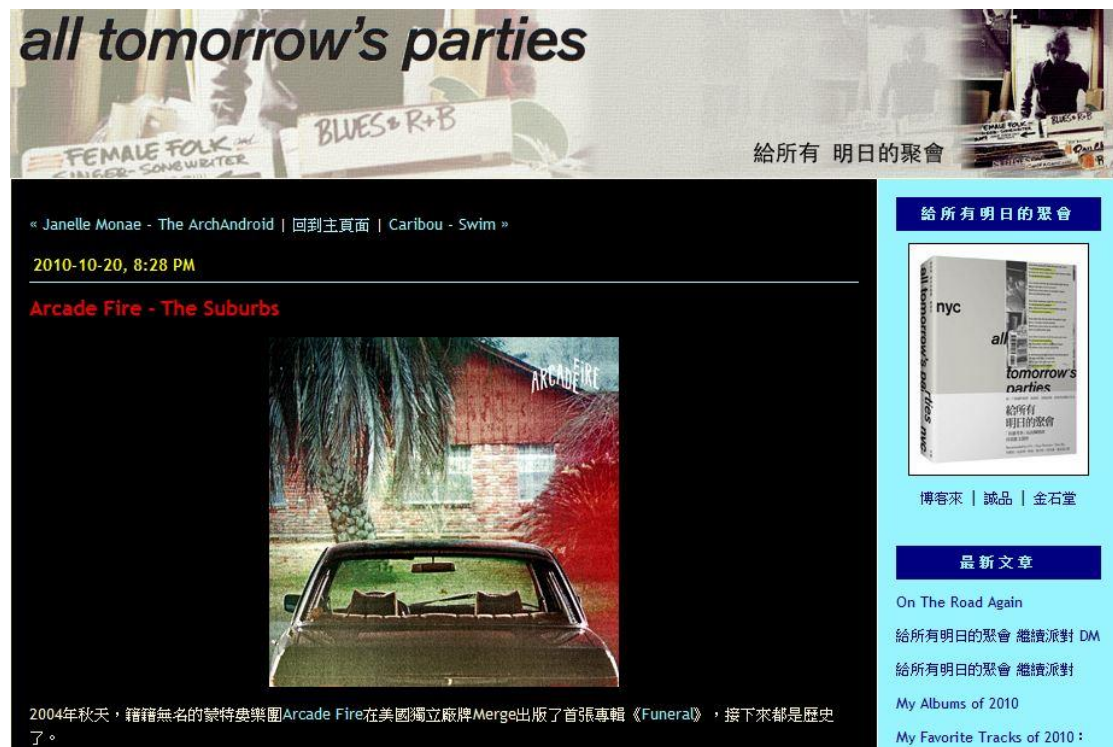 all tomorrow's parties
FEMALE FOLK
SINGER-SONGWRITER
BLUES & R+B
給所有 明日的聚會
« Janelle Monae - The ArchAndroid | 回到主頁面 | Caribou - Swim »
2010-10-20, 8:28 PM
Arcade Fire - The Suburbs
ARCADE FIRE
2004年秋天，籍籍無名的蒙特婁樂團Arcade Fire在美國獨立廠牌Merge出版了首張專輯《Funeral》，接下來都是歷史
了。
給所有明日的聚會
nyc
all
tomorrow's
parties
all tomorrow's parties nyc
給所有
明日的聚會
博客來 | 誠品 | 金石堂
最新文章
On The Road Again
給所有明日的聚會 繼續派對 DM
給所有明日的聚會 繼續派對
My Albums of 2010
My Favorite Tracks of 2010：